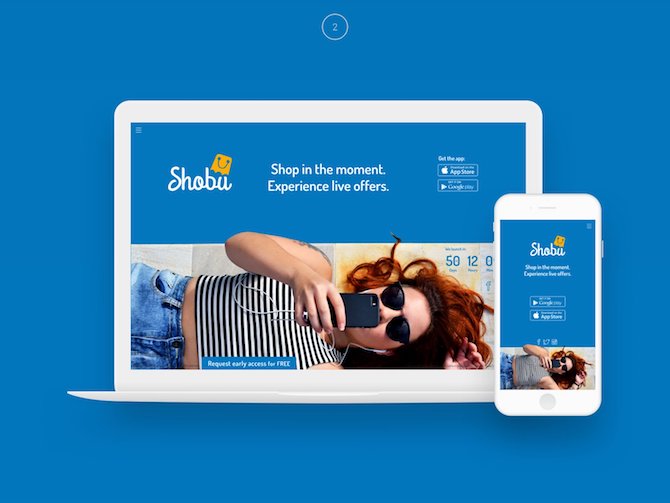 2
Shobu
Shop in the moment.
Experience live offers.
Get the app:
Download on the
App Store
GET IT ON
Google play
We launch in
50 12 0
Days Hours
Request early access for FREE
Shobu
Shop in the moment.
Experience live offers.
GET IT ON
Google play
Download on the
App Store